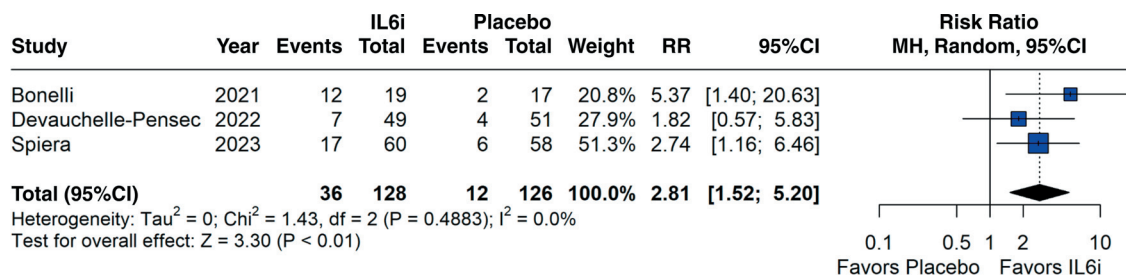 IL6i Placebo Risk Ratio
Study Year Events Total Events Total Weight RR 95%CI MH, Random, 95%CI
Bonelli 2021 12 19 2 17 20.8% 5.37 [1.40; 20.63]
Devauchelle-Pensec 2022 7 49 4 51 27.9% 1.82 [0.57; 5.83]
Spiera 2023 17 60 6 58 51.3% 2.74 [1.16; 6.46]
Total (95%CI) 36 128 12 126 100.0% 2.81 [1.52; 5.20]
Heterogeneity: Tau² = 0; Chi² = 1.43, df = 2 (P = 0.4883); I² = 0.0%
Test for overall effect: Z = 3.30 (P < 0.01)
0.1 0.5 1 2 10
Favors Placebo Favors IL6i